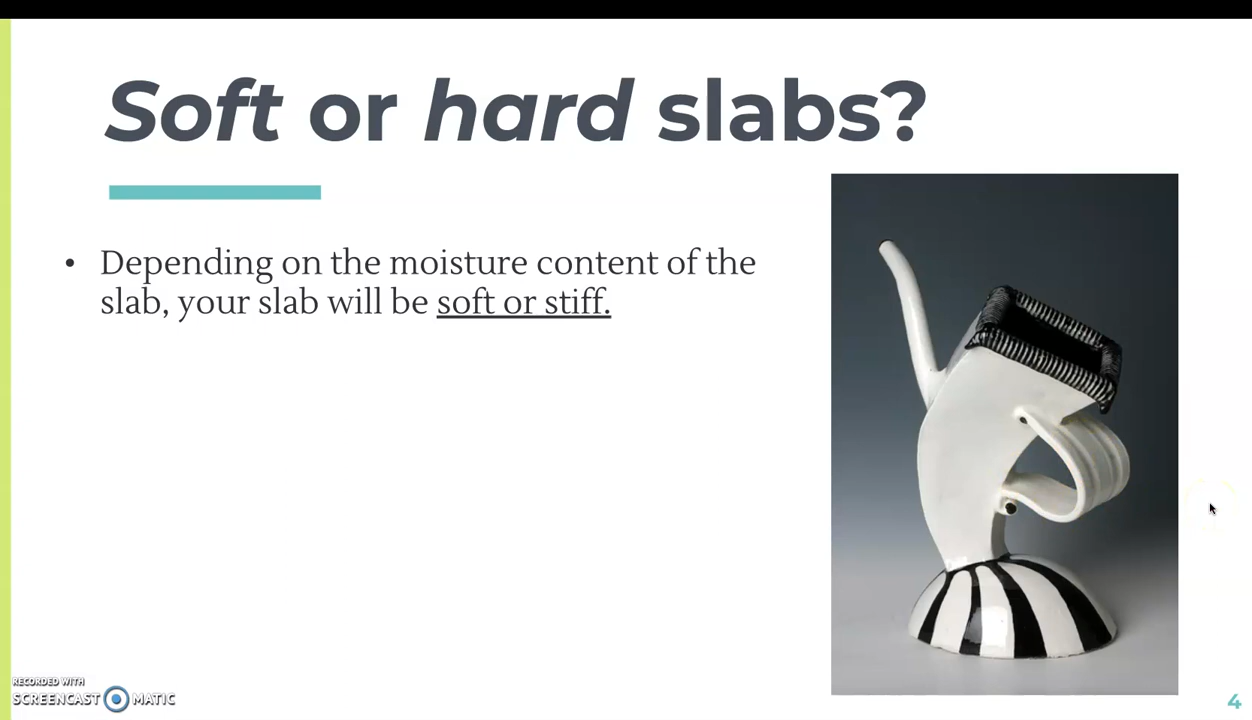 Soft or hard slabs?
• Depending on the moisture content of the
slab, your slab will be soft or stiff.
RECORDED WITH
SCREENCAST MATIC
4